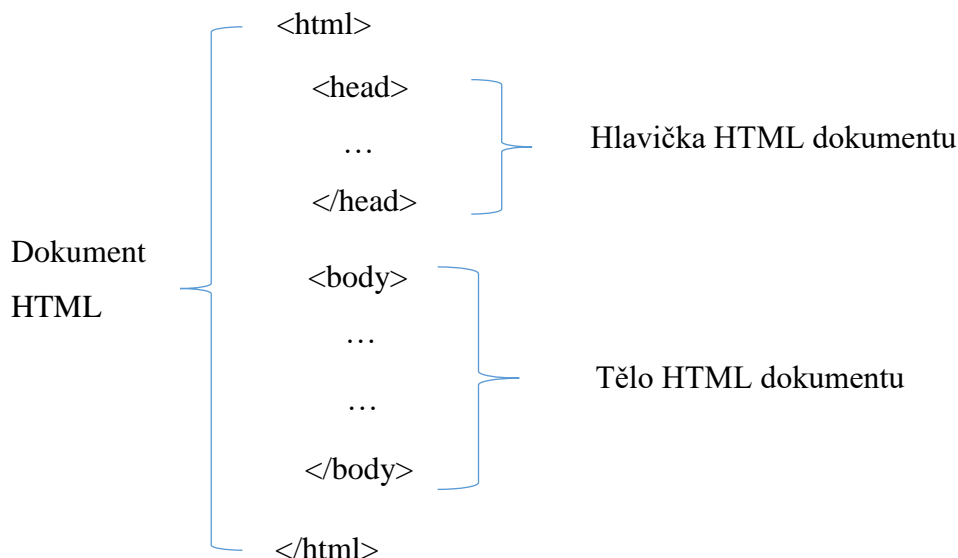 <html>
<head>
…
</head>
Hlavička HTML dokumentu
Dokument
HTML
<body>
…
…
</body>
Tělo HTML dokumentu
</html>